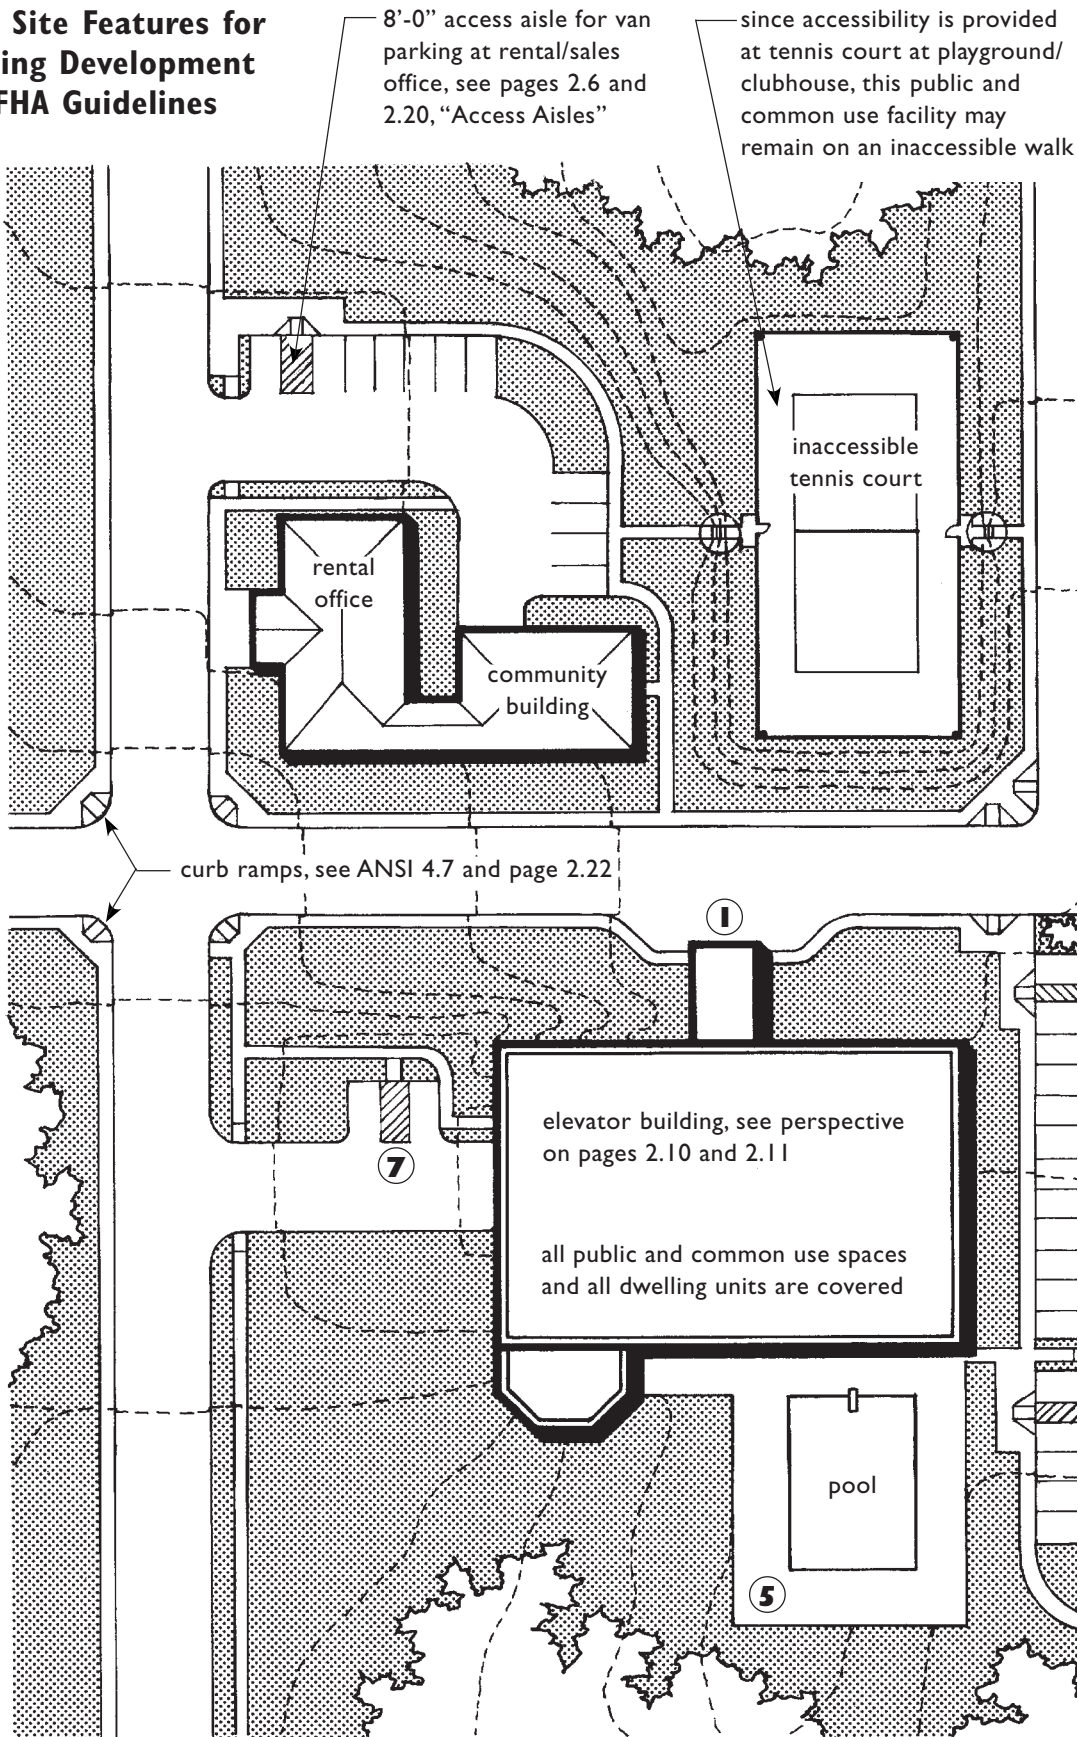 Site Features for
ing Development
FHA Guidelines
8’-0” access aisle for van
parking at rental/sales
office, see pages 2.6 and
2.20, “Access Aisles”
since accessibility is provided
at tennis court at playground/
clubhouse, this public and
common use facility may
remain on an inaccessible walk
inaccessible
tennis court
rental
office
community
building
curb ramps, see ANSI 4.7 and page 2.22
1
elevator building, see perspective
on pages 2.10 and 2.11
7
all public and common use spaces
and all dwelling units are covered
pool
5